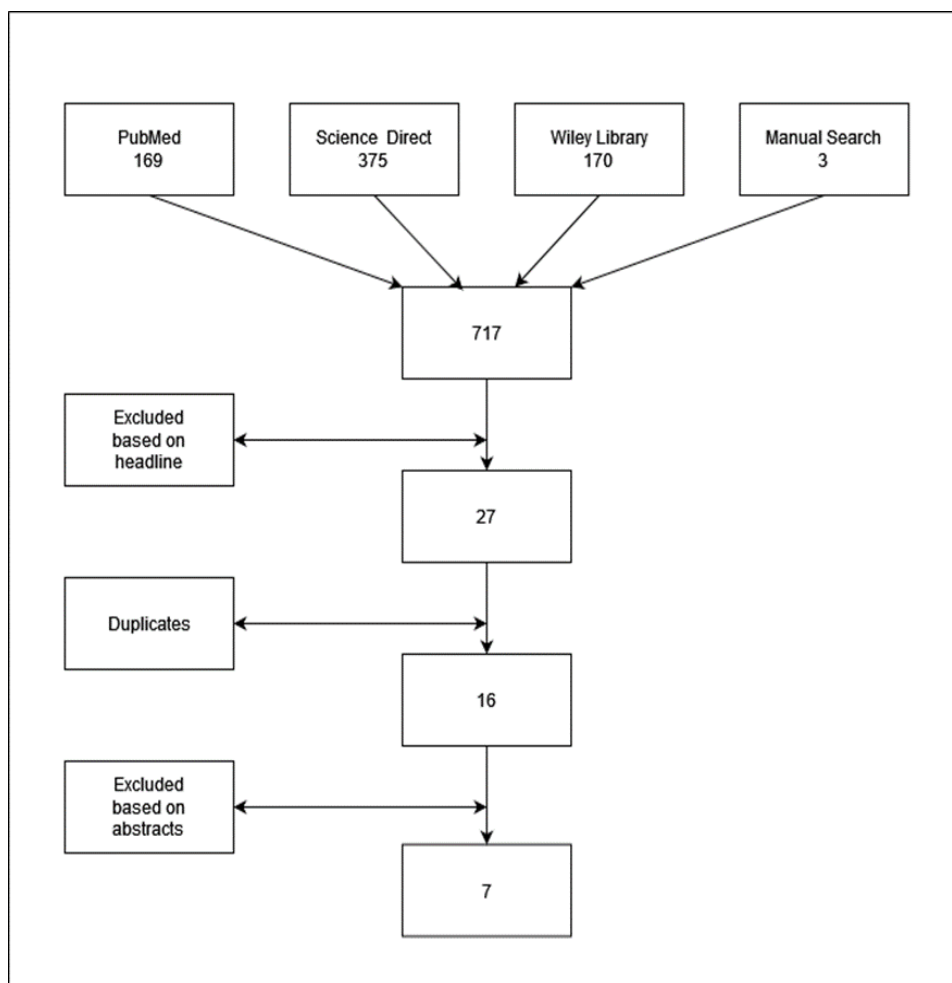 PubMed
169
Science Direct
375
Wiley Library
170
Manual Search
3
717
Excluded
based on
headline
27
Duplicates
16
Excluded
based on
abstracts
7